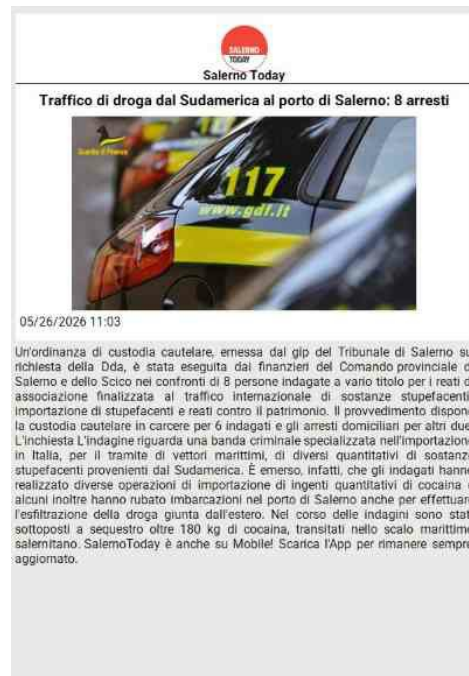 SALERNO
TODAY
Salerno Today
Traffico di droga dal Sudamerica al porto di Salerno: 8 arresti
Guardia di Finanza
117
www.gdf.it
05/26/2026 11:03
Un'ordinanza di custodia cautelare, emessa dal gip del Tribunale di Salerno su
richiesta della Dda, è stata eseguita dai finanzieri del Comando provinciale d
Salerno e dello Scico nei confronti di 8 persone indagate a vario titolo per i reati d
associazione finalizzata al traffico internazionale di sostanze stupefacenti
importazione di stupefacenti e reati contro il patrimonio. Il provvedimento dispone
la custodia cautelare in carcere per 6 indagati e gli arresti domiciliari per altri due
L'inchiesta L'indagine riguarda una banda criminale specializzata nell'importazione
in Italia, per il tramite di vettori marittimi, di diversi quantitativi di sostanze
stupefacenti provenienti dal Sudamerica. È emerso, infatti, che gli indagati hanno
realizzato diverse operazioni di importazione di ingenti quantitativi di cocaina
alcuni inoltre hanno rubato imbarcazioni nel porto di Salerno anche per effettuar
l'esfiltrazione della droga giunta dall'estero. Nel corso delle indagini sono stat
sottoposti a sequestro oltre 180 kg di cocaina, transitati nello scalo marittimo
salernitano. SalernoToday è anche su Mobile! Scarica l'App per rimanere sempre
aggiornato.